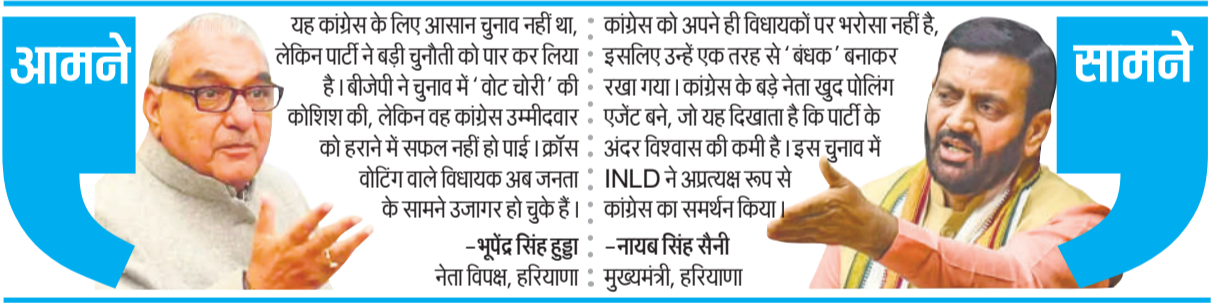 आमने
यह कांग्रेस के लिए आसान चुनाव नहीं था,
लेकिन पार्टी ने बड़ी चुनौती को पार कर लिया
है। बीजेपी ने चुनाव में ‘वोट चोरी’ की
कोशिश की, लेकिन वह कांग्रेस उम्मीदवार
को हराने में सफल नहीं हो पाई। क्रॉस
वोटिंग वाले विधायक अब जनता
के सामने उजागर हो चुके हैं।
–भूपेंद्र सिंह हुड्डा
नेता विपक्ष, हरियाणा
कांग्रेस को अपने ही विधायकों पर भरोसा नहीं है,
इसलिए उन्हें एक तरह से ‘बंधक’ बनाकर
रखा गया। कांग्रेस के बड़े नेता खुद पोलिंग
एजेंट बने, जो यह दिखाता है कि पार्टी के
अंदर विश्वास की कमी है। इस चुनाव में
INLD ने अप्रत्यक्ष रूप से
कांग्रेस का समर्थन किया।
–नायब सिंह सैनी
मुख्यमंत्री, हरियाणा
सामने